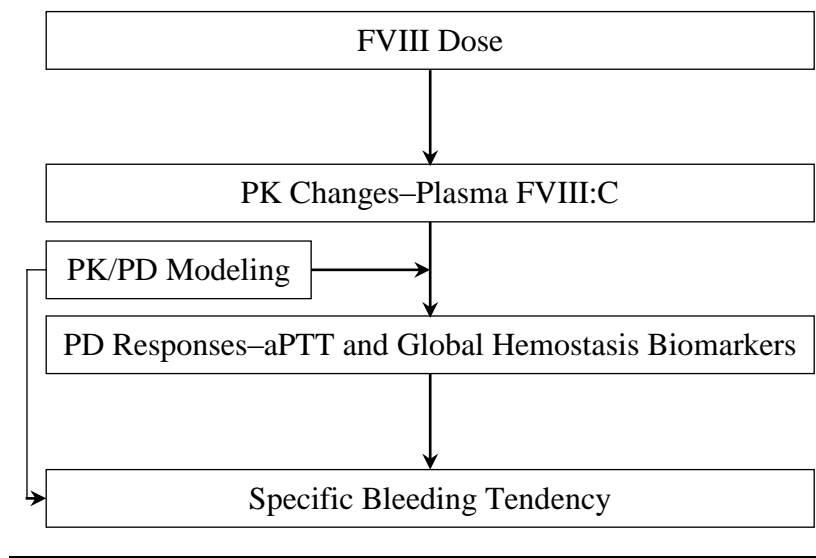 FVIII Dose
PK Changes–Plasma FVIII:C
PK/PD Modeling
PD Responses–aPTT and Global Hemostasis Biomarkers
Specific Bleeding Tendency